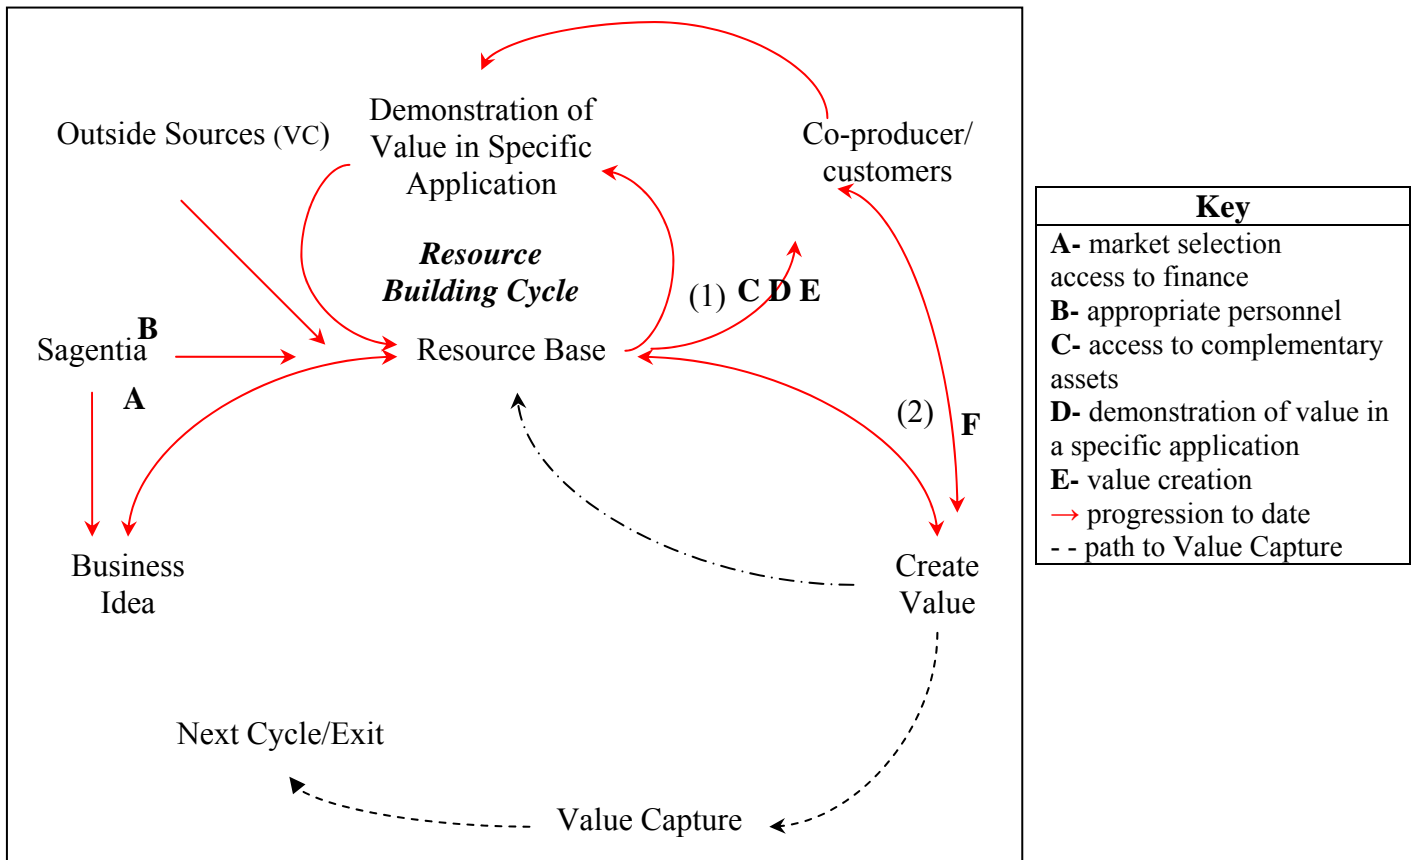 Demonstration of
Value in Specific
Application
Outside Sources (VC)
Co-producer/
customers
Resource
Building Cycle
(1) C D E
B
Sagentia
Resource Base
A
(2)
F
Business
Idea
Create
Value
Next Cycle/Exit
Value Capture
Key
A- market selection
access to finance
B- appropriate personnel
C- access to complementary
assets
D- demonstration of value in
a specific application
E- value creation
→ progression to date
- - path to Value Capture